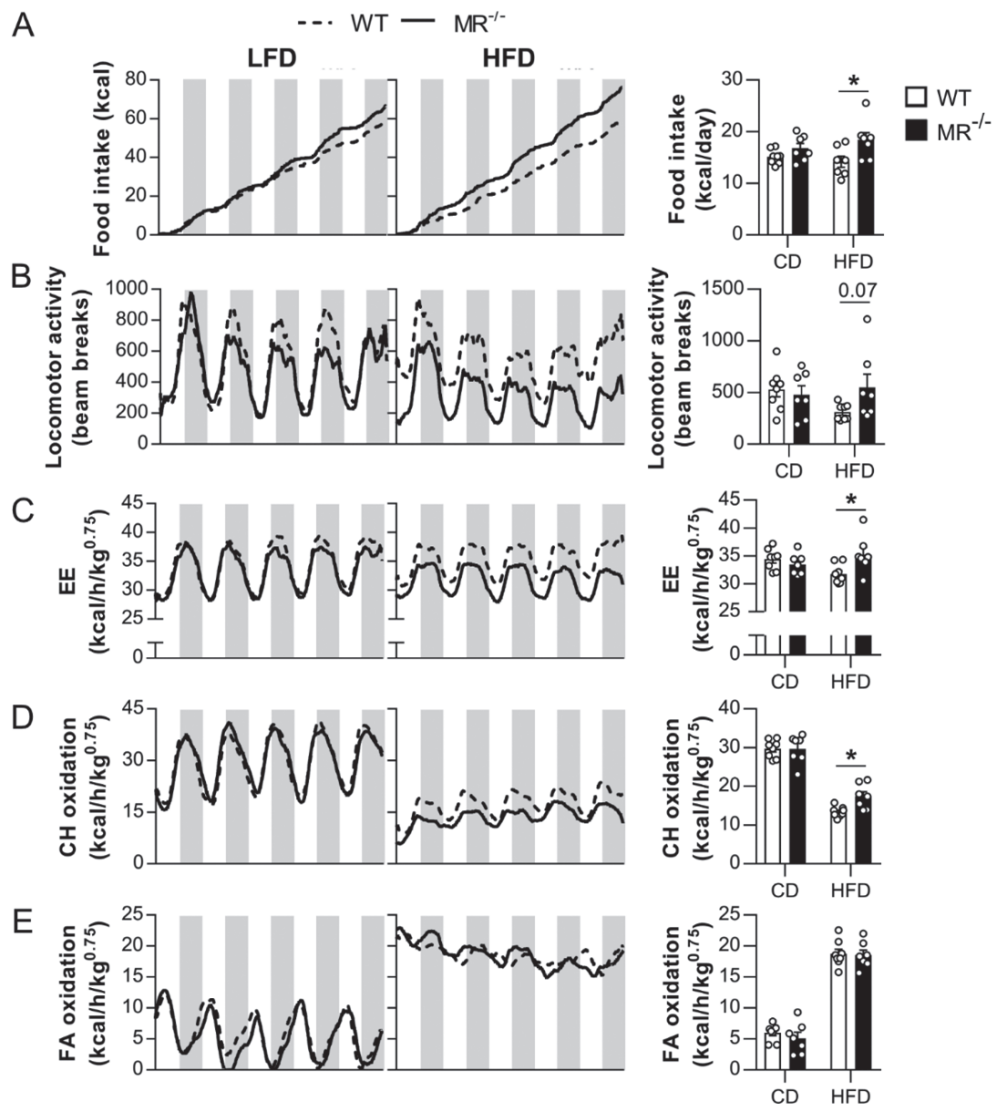 WT MR-/-
A
LFD HFD
Food intake (kcal)
80
60
40
20
0
Food intake
(kcal/day)
30
20
10
0
*
CD HFD
WT
MR-/-
B
Locomotor activity
(beam breaks)
1000
800
600
400
200
0
Locomotor activity
(beam breaks)
1500
1000
500
0
0.07
CD HFD
C
EE
(kcal/h/kg0.75)
45
40
35
30
25
0
EE
(kcal/h/kg0.75)
45
40
35
30
25
0
*
CD HFD
D
CH oxidation
(kcal/h/kg0.75)
45
30
15
0
CH oxidation
(kcal/h/kg0.75)
40
30
20
10
0
*
CD HFD
E
FA oxidation
(kcal/h/kg0.75)
25
20
15
10
5
0
FA oxidation
(kcal/h/kg0.75)
25
20
15
10
5
0
CD HFD